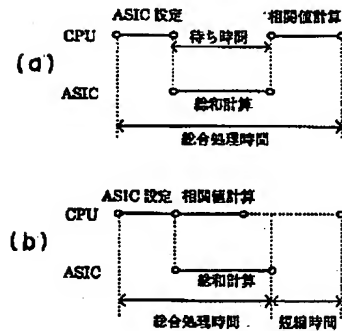 (a)
ASIC 設定
相関値計算
CPU
待ち時間
ASIC
総和計算
総合処理時間
(b)
ASIC 設定 相関値計算
CPU
ASIC
総和計算
総合処理時間 短縮時間